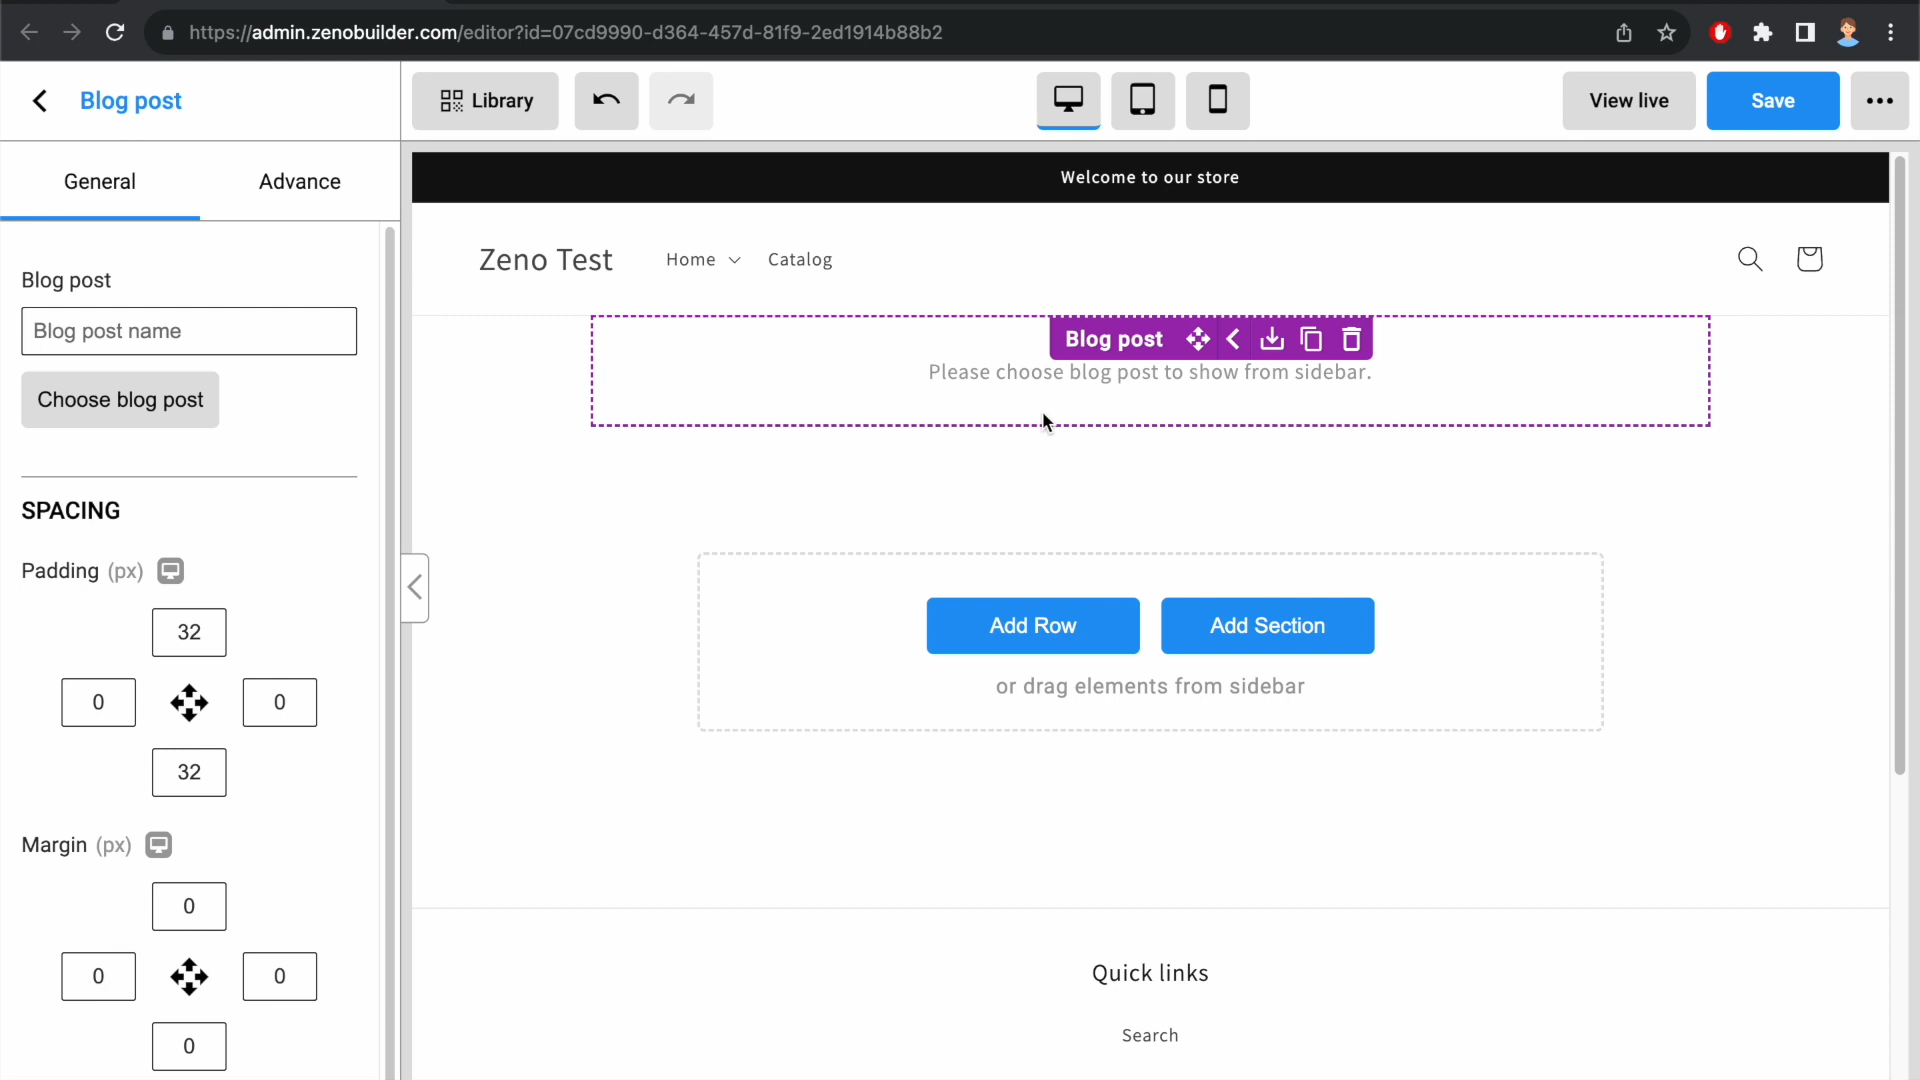 https://admin.zenobuilder.com/editor?id=07cd9990-d364-457d-81f9-2ed1914b88b2
Blog post
Library
View live
Save
General
Advance
Blog post
Blog post name
Choose blog post
SPACING
Padding (px)
32
0
0
32
Margin (px)
0
0
0
0
Welcome to our store
Zeno Test
Home
Catalog
Blog post
Please choose blog post to show from sidebar.
Add Row
Add Section
or drag elements from sidebar
Quick links
Search